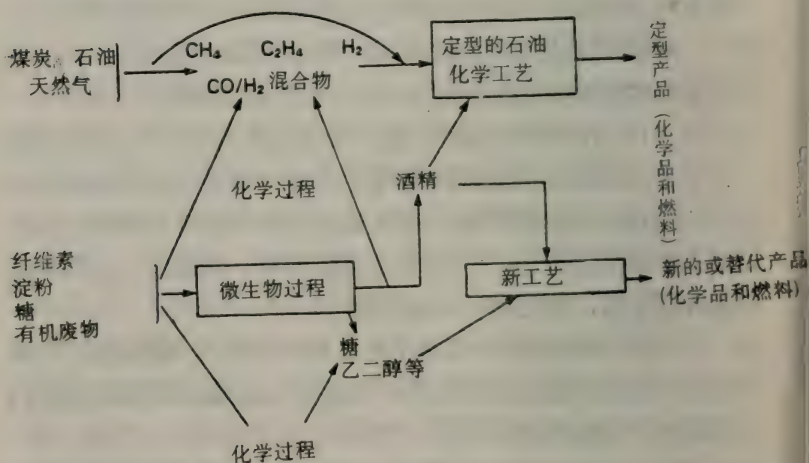 CH₃ C₂H₄ H₂
煤炭、石油
天然气
CO/H₂ 混合物
定型的石油
化学工艺
定型产品（化学品和燃料）
化学过程
酒精
纤维素
淀粉
糖
有机废物
微生物过程
新工艺
新的或替代产品
(化学品和燃料)
糖
乙二醇等
化学过程